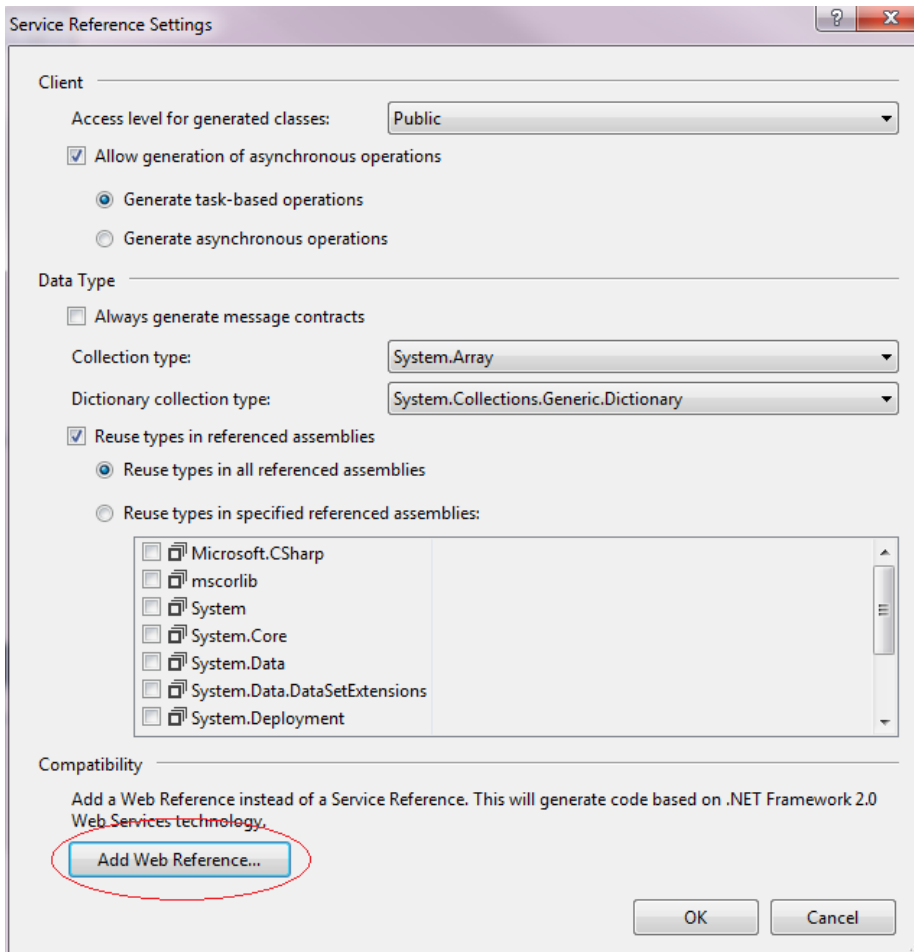 Service Reference Settings
Client
Access level for generated classes: Public
Allow generation of asynchronous operations
Generate task-based operations
Generate asynchronous operations
Data Type
Always generate message contracts
Collection type: System.Array
Dictionary collection type: System.Collections.Generic.Dictionary
Reuse types in referenced assemblies
Reuse types in all referenced assemblies
Reuse types in specified referenced assemblies:
Microsoft.CSharp
mscorlib
System
System.Core
System.Data
System.Data.DataSetExtensions
System.Deployment
Compatibility
Add a Web Reference instead of a Service Reference. This will generate code based on .NET Framework 2.0
Web Services technology.
Add Web Reference...
OK Cancel